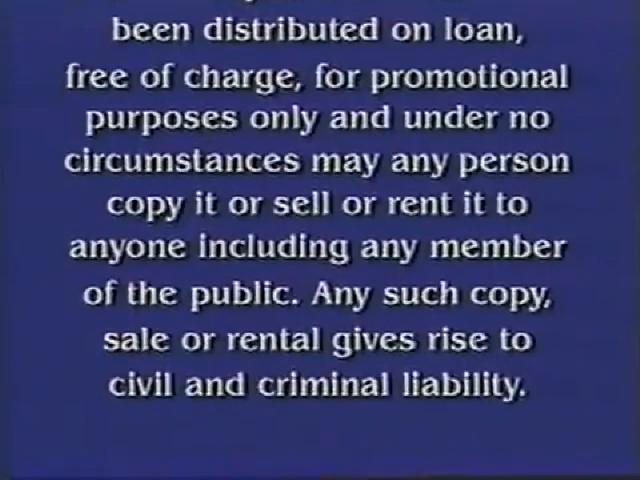 been distributed on loan,
free of charge, for promotional
purposes only and under no
circumstances may any person
copy it or sell or rent it to
anyone including any member
of the public. Any such copy,
sale or rental gives rise to
civil and criminal liability.